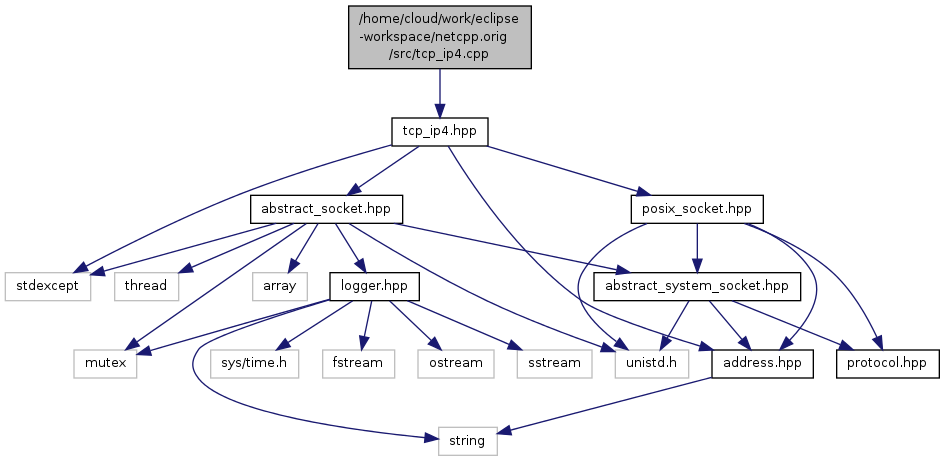 /home/cloud/work/eclipse
-workspace/netcpp.orig
/src/tcp_ip4.cpp
tcp_ip4.hpp
abstract_socket.hpp
posix_socket.hpp
stdexcept
thread
array
logger.hpp
abstract_system_socket.hpp
mutex
sys/time.h
fstream
ostream
sstream
unistd.h
address.hpp
protocol.hpp
string